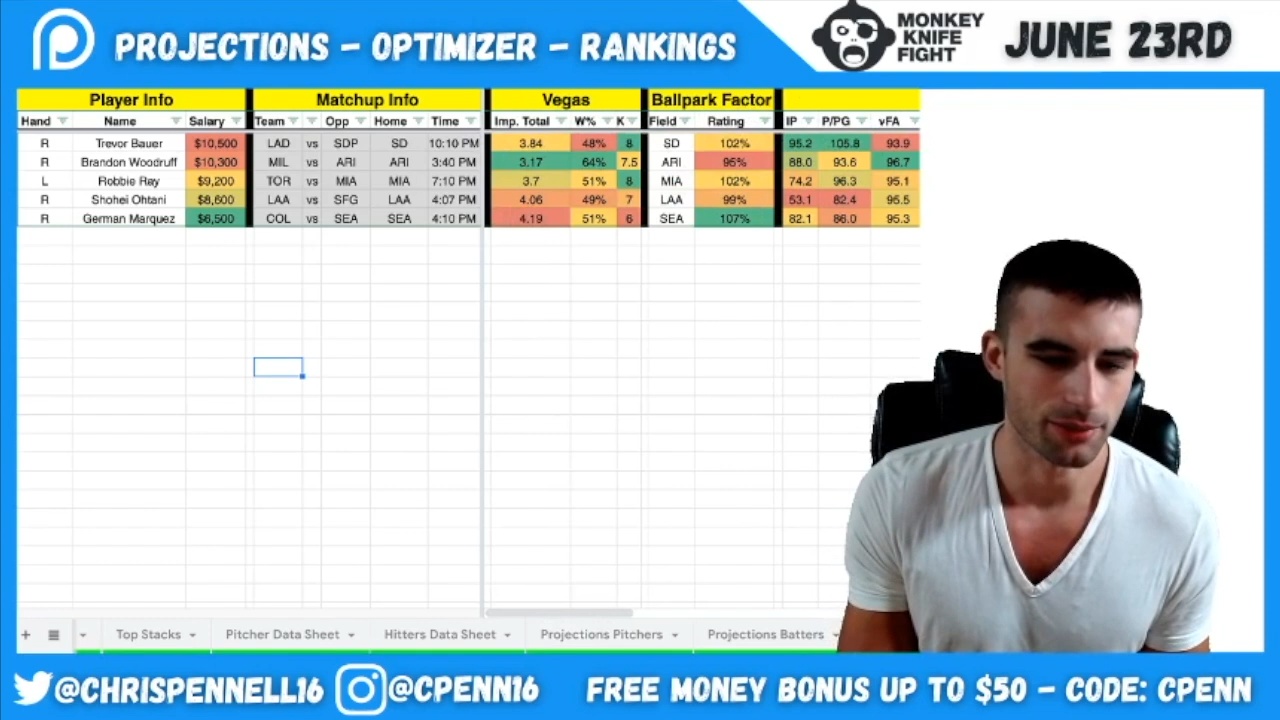 PROJECTIONS - OPTIMIZER - RANKINGS
MONKEY
KNIFE
FIGHT
JUNE 23RD
Player Info Matchup Info Vegas Ballpark Factor
Hand Name Salary Team Opp Home Time Imp. Total W% K Field Rating IP P/PG vFA
R Trevor Bauer $10,500 LAD vs SDP SD 10:10 PM 3.84 48% 8 SD 102% 95.2 105.8 93.9
R Brandon Woodruff $10,300 MIL vs ARI ARI 3:40 PM 3.17 64% 7.5 ARI 95% 88.0 93.6 96.7
L Robbie Ray $9,200 TOR vs MIA MIA 7:10 PM 3.7 51% 8 MIA 102% 74.2 96.3 95.1
R Shohei Ohtani $8,600 LAA vs SFG LAA 4:07 PM 4.06 49% 7 LAA 99% 53.1 82.4 95.5
R German Marquez $6,500 COL vs SEA SEA 4:10 PM 4.19 51% 6 SEA 107% 82.1 86.0 95.3
Top Stacks Pitcher Data Sheet Hitters Data Sheet Projections Pitchers Projections Batters
@CHRISPENNELL16 @CPENN16 FREE MONEY BONUS UP TO $50 - CODE: CPENN